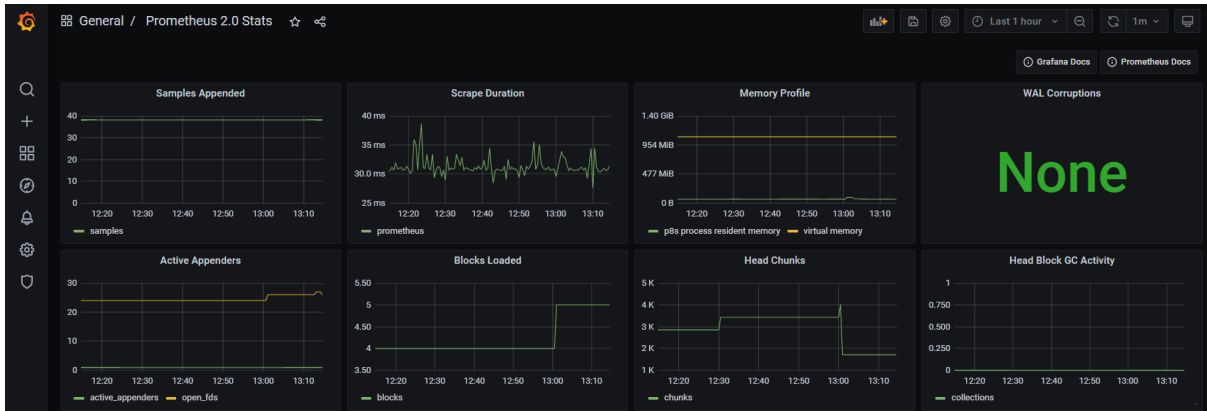 General / Prometheus 2.0 Stats
Last 1 hour
1m
Grafana Docs
Prometheus Docs
Samples Appended
40
30
20
10
0
12:20 12:30 12:40 12:50 13:00 13:10
samples
Scrape Duration
40 ms
35 ms
30.0 ms
25 ms
12:20 12:30 12:40 12:50 13:00 13:10
prometheus
Memory Profile
1.40 GiB
954 MiB
477 MiB
0 B
12:20 12:30 12:40 12:50 13:00 13:10
p8s process resident memory virtual memory
WAL Corruptions
None
Active Appenders
30
20
10
0
12:20 12:30 12:40 12:50 13:00 13:10
active_appenders open_fds
Blocks Loaded
5.50
5
4.50
4
3.50
12:20 12:30 12:40 12:50 13:00 13:10
blocks
Head Chunks
5 K
4 K
3 K
2 K
1 K
12:20 12:30 12:40 12:50 13:00 13:10
chunks
Head Block GC Activity
1
0.750
0.500
0.250
0
12:20 12:30 12:40 12:50 13:00 13:10
collections